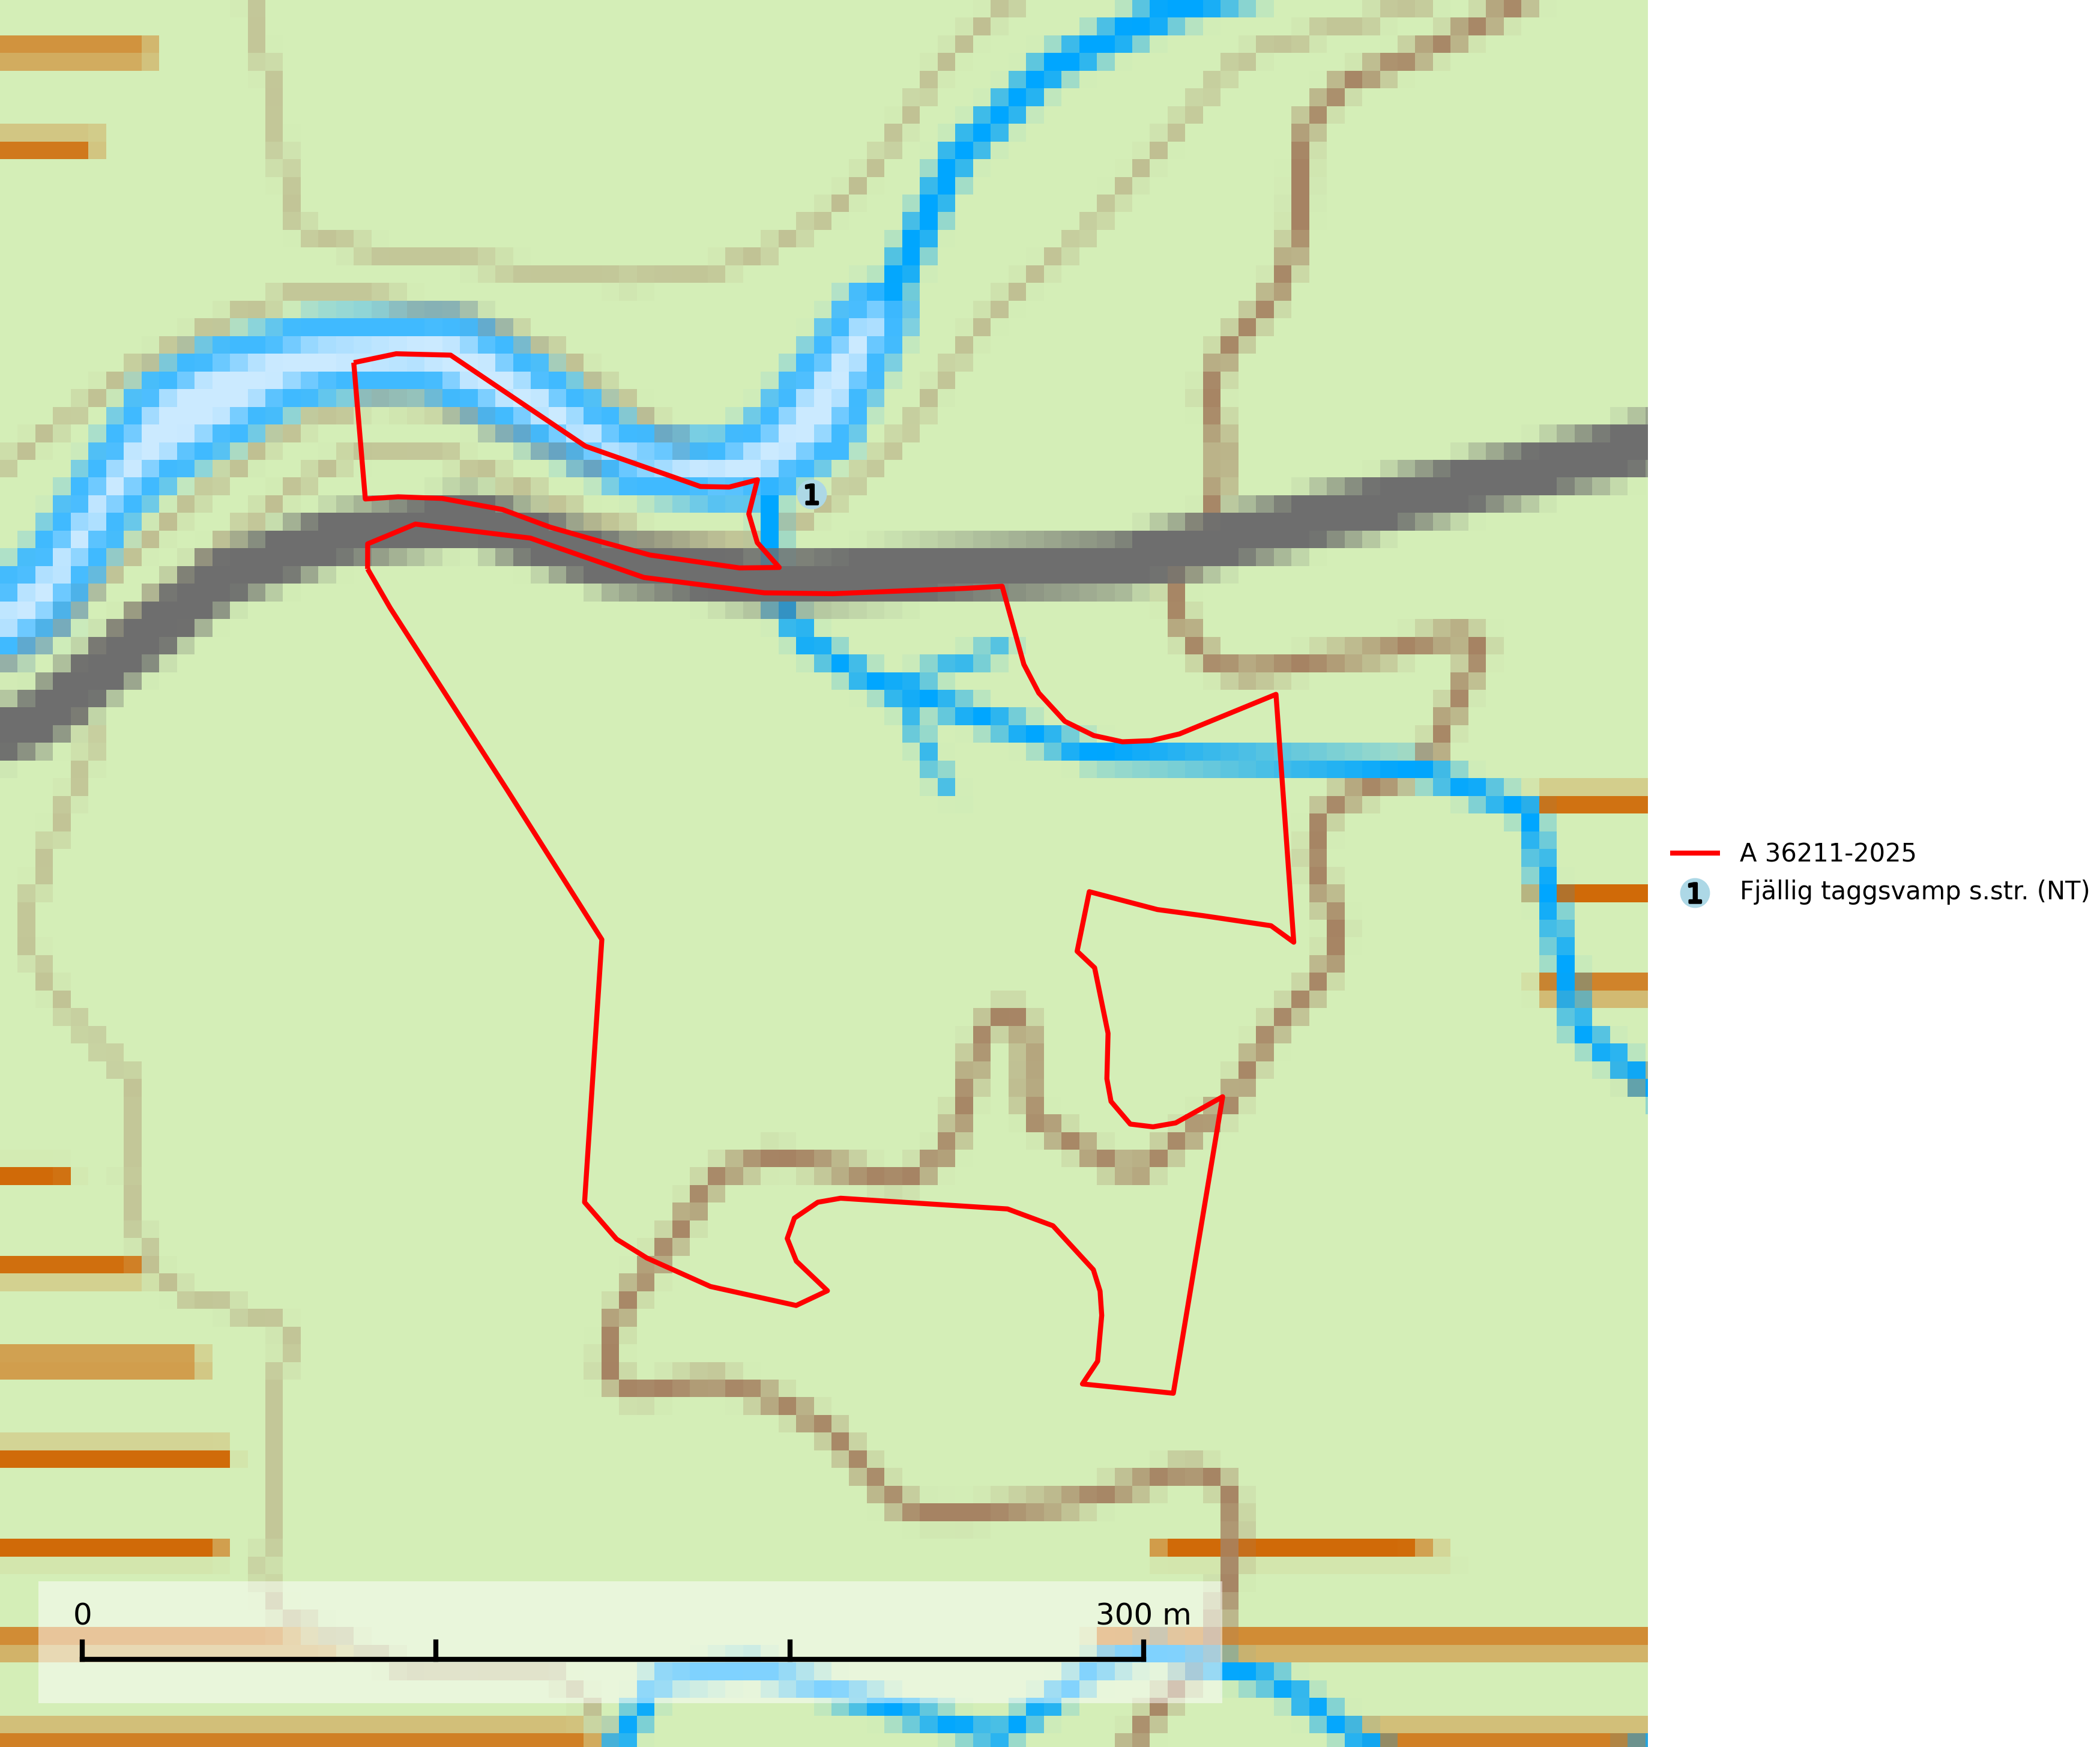 1
A 36211-2025
1 Fjällig taggsvamp s.str. (NT)
0 300 m